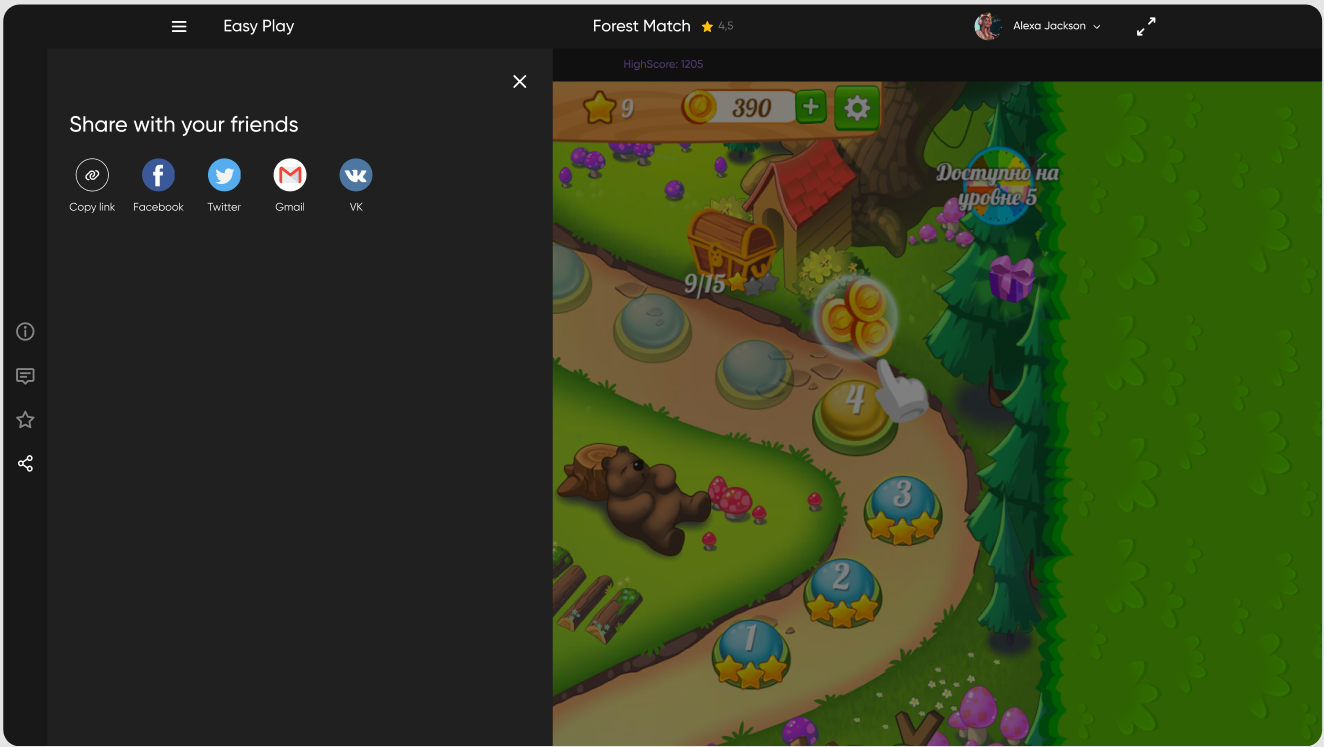 Easy Play
Forest Match 4,5
Alexa Jackson
HighScore: 1205
Share with your friends
Copy link
Facebook
Twitter
Gmail
VK
9
390
Доступно на
уровне 5
9/15
4
3
2
1